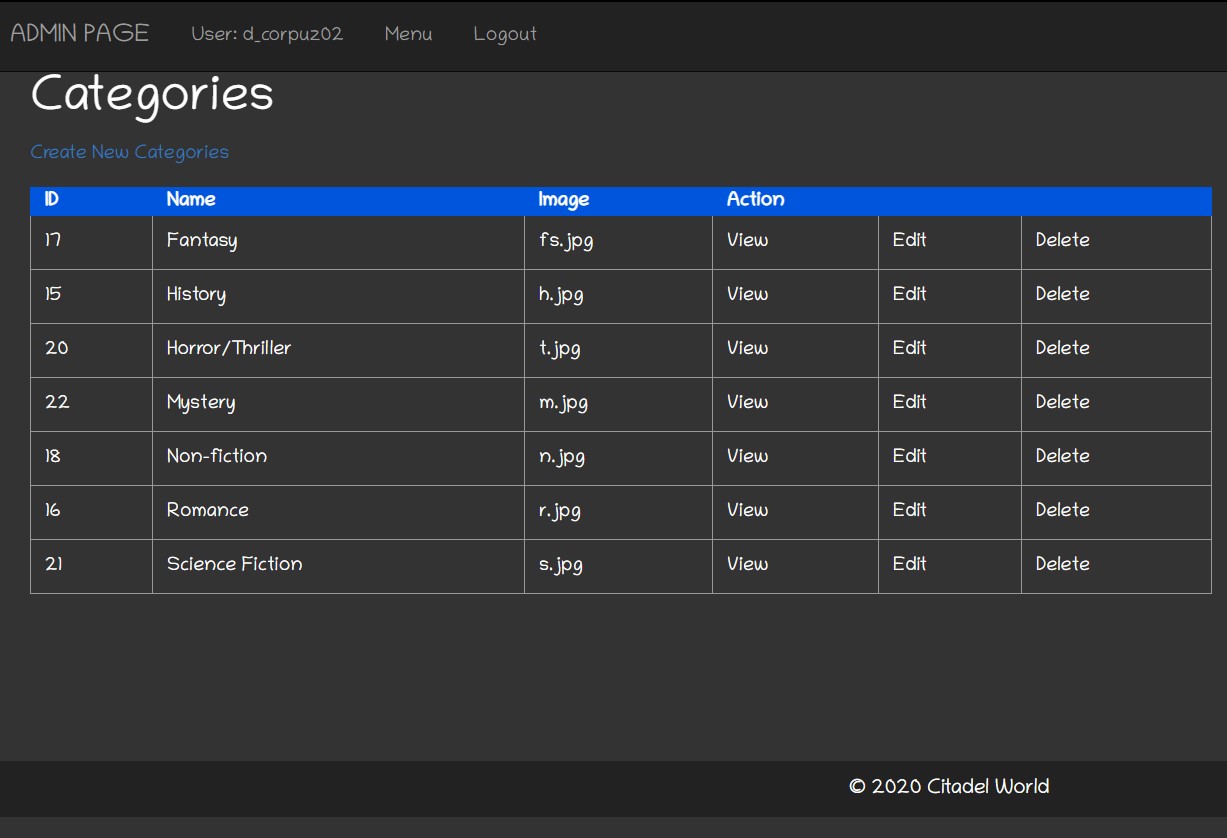 ADMIN PAGE User: d_corpuz02 Menu Logout
Categories
Create New Categories
ID Name Image Action
17 Fantasy fs.jpg View Edit Delete
15 History h.jpg View Edit Delete
20 Horror/Thriller t.jpg View Edit Delete
22 Mystery m.jpg View Edit Delete
18 Non-fiction n.jpg View Edit Delete
16 Romance r.jpg View Edit Delete
21 Science Fiction s.jpg View Edit Delete
© 2020 Citadel World